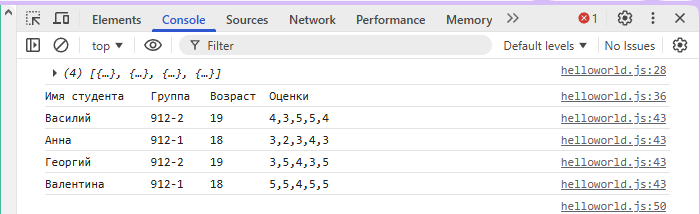 Elements Console Sources Network Performance Memory 1
top Filter Default levels No Issues
(4) [{…}, {…}, {…}, {…}] helloworld.js:28
Имя студента Группа Возраст Оценки helloworld.js:36
Василий 912-2 19 4,3,5,5,4 helloworld.js:43
Анна 912-1 18 3,2,3,4,3 helloworld.js:43
Георгий 912-2 19 3,5,4,3,5 helloworld.js:43
Валентина 912-1 18 5,5,4,5,5 helloworld.js:43
helloworld.js:50